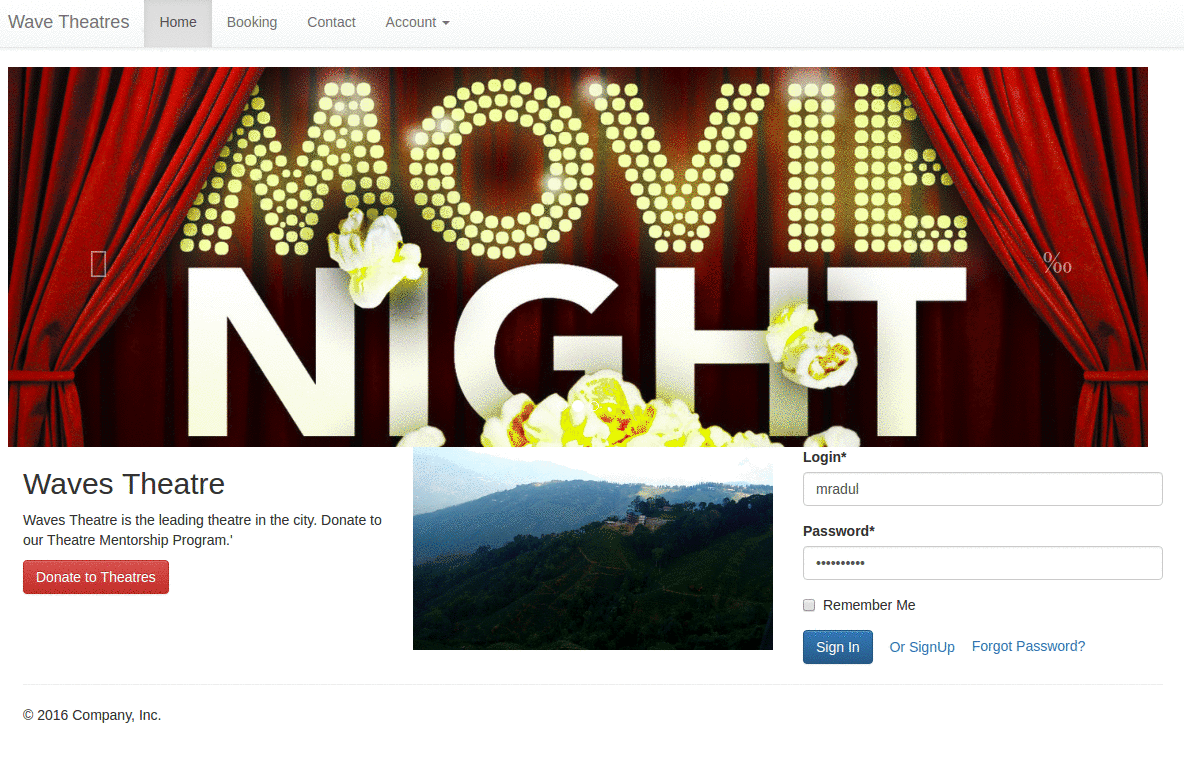 Wave Theatres Home Booking Contact Account
MOVIE
NIGHT
‰
Waves Theatre
Waves Theatre is the leading theatre in the city. Donate to
our Theatre Mentorship Program.'
Donate to Theatres
Login*
mradul
Password*
••••••••••
Remember Me
Sign In Or SignUp Forgot Password?
© 2016 Company, Inc.